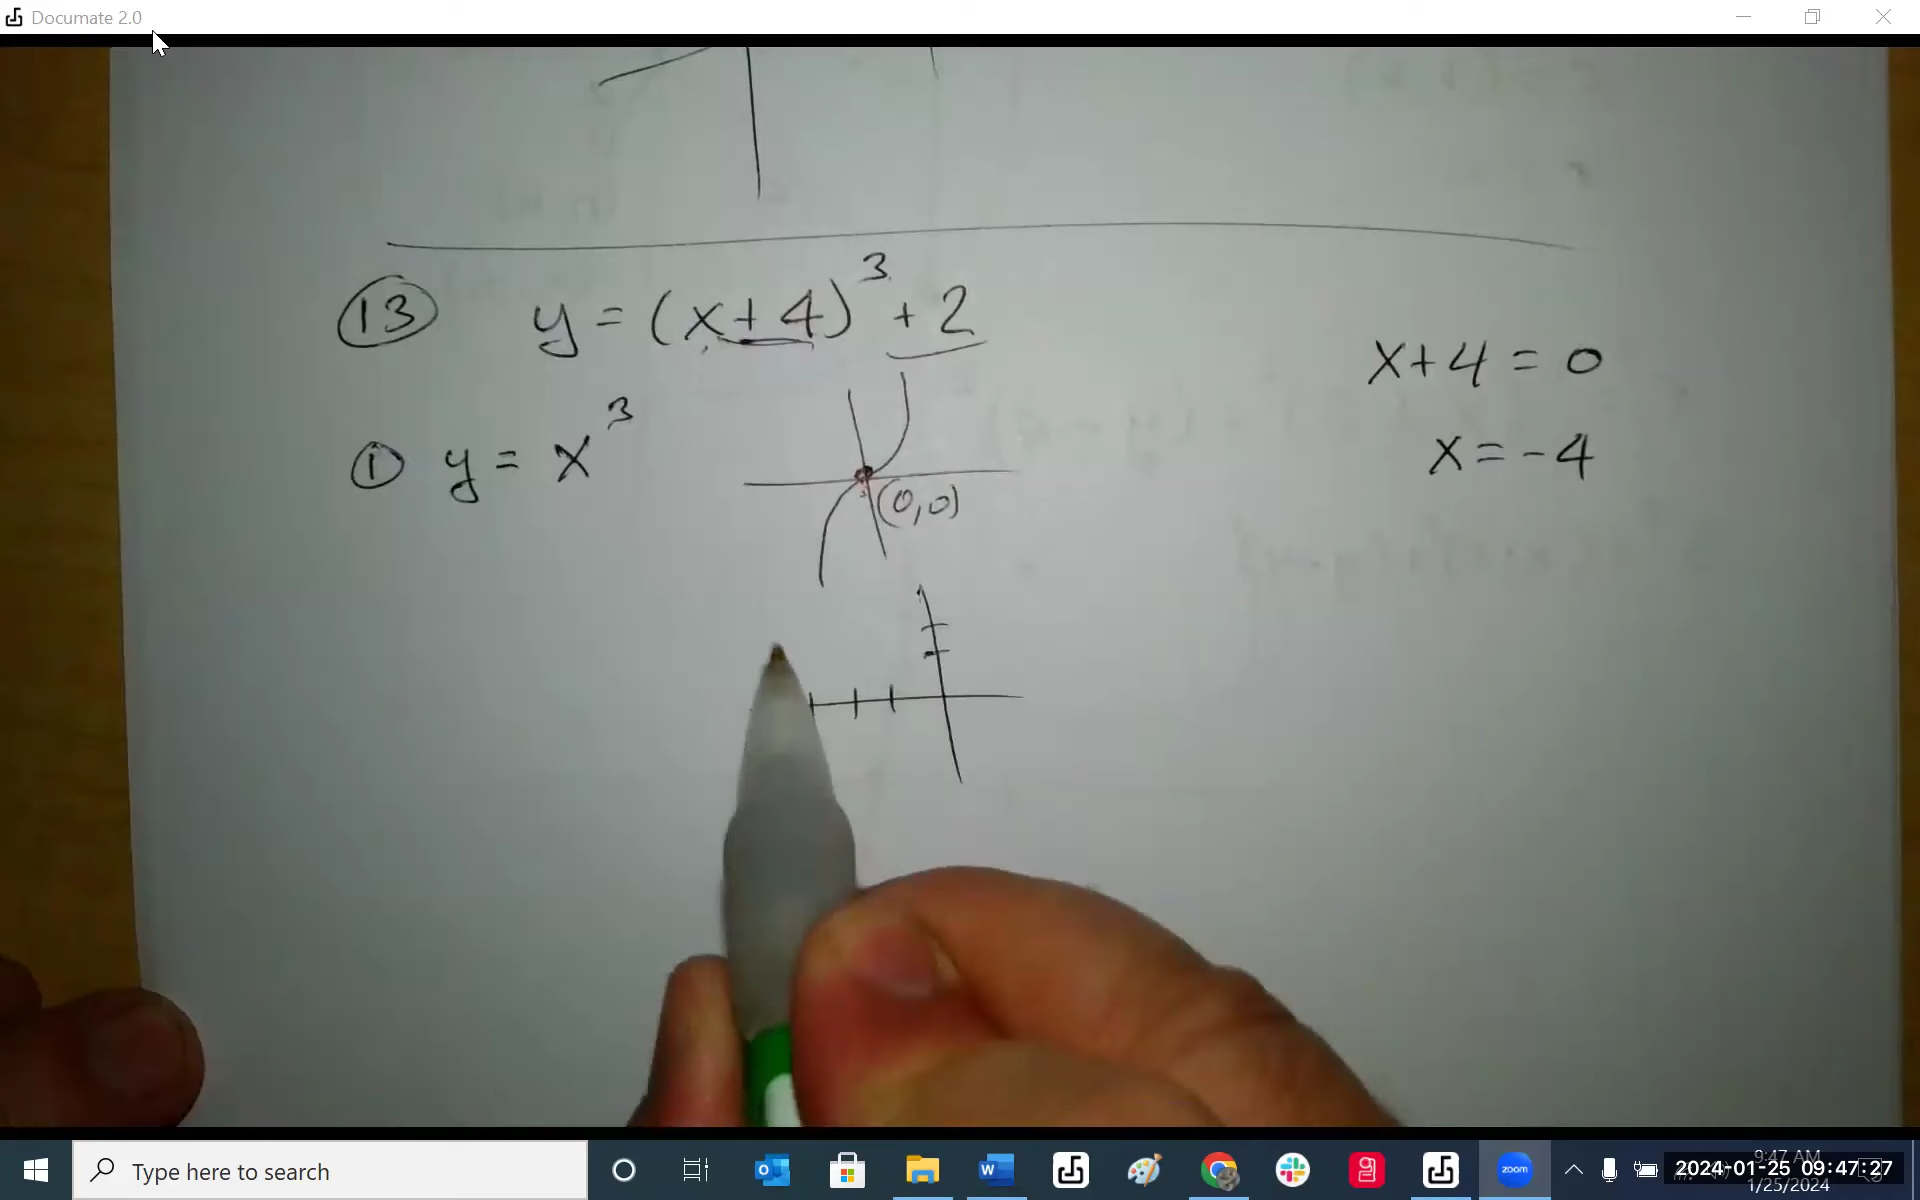 Documate 2.0
13 y = (x+4)³ + 2
x+4 = 0
① y = x³
x = -4
(0,0)
Type here to search
zoom
9:47 AM
2024-01-25 09:47:27
1/25/2024